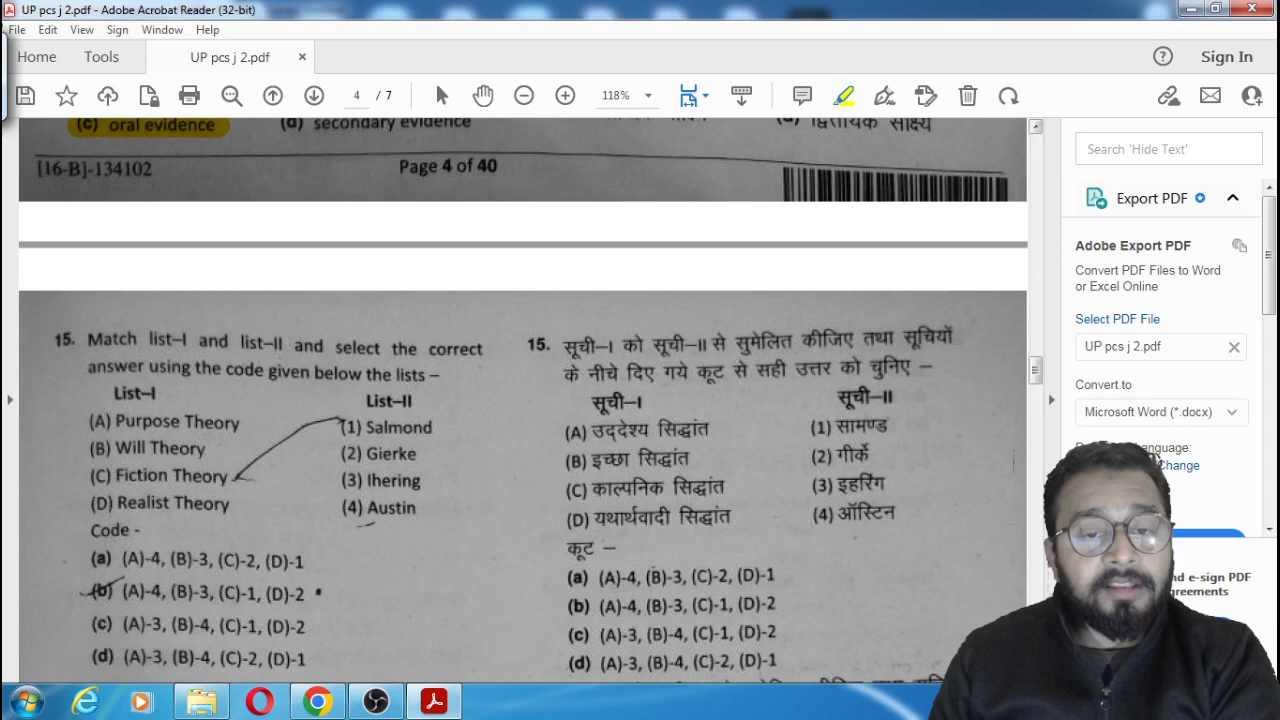 UP pcs j 2.pdf - Adobe Acrobat Reader (32-bit)
File Edit View Sign Window Help
Home Tools UP pcs j 2.pdf × Sign In
4 / 7 118%
(c) oral evidence (d) secondary evidence द्वितीयक साक्ष्य
[16-B]-134102 Page 4 of 40
15. Match list–I and list–II and select the correct
answer using the code given below the lists –
List–I List–II
(A) Purpose Theory (1) Salmond
(B) Will Theory (2) Gierke
(C) Fiction Theory (3) Ihering
(D) Realist Theory (4) Austin
Code -
(a) (A)-4, (B)-3, (C)-2, (D)-1
(b) (A)-4, (B)-3, (C)-1, (D)-2
(c) (A)-3, (B)-4, (C)-1, (D)-2
(d) (A)-3, (B)-4, (C)-2, (D)-1
15. सूची–I को सूची–II से सुमेलित कीजिए तथा सूचियों
के नीचे दिए गये कूट से सही उत्तर को चुनिए –
सूची–I सूची–II
(A) उद्देश्य सिद्धांत (1) सामण्ड
(B) इच्छा सिद्धांत (2) गीर्के
(C) काल्पनिक सिद्धांत (3) इहरिंग
(D) यथार्थवादी सिद्धांत (4) ऑस्टिन
कूट –
(a) (A)-4, (B)-3, (C)-2, (D)-1
(b) (A)-4, (B)-3, (C)-1, (D)-2
(c) (A)-3, (B)-4, (C)-1, (D)-2
(d) (A)-3, (B)-4, (C)-2, (D)-1
Search 'Hide Text'
Export PDF
Adobe Export PDF
Convert PDF Files to Word
or Excel Online
Select PDF File
UP pcs j 2.pdf
Convert to
Microsoft Word (*.docx)
Language:
Change
nd e-sign PDF
greements